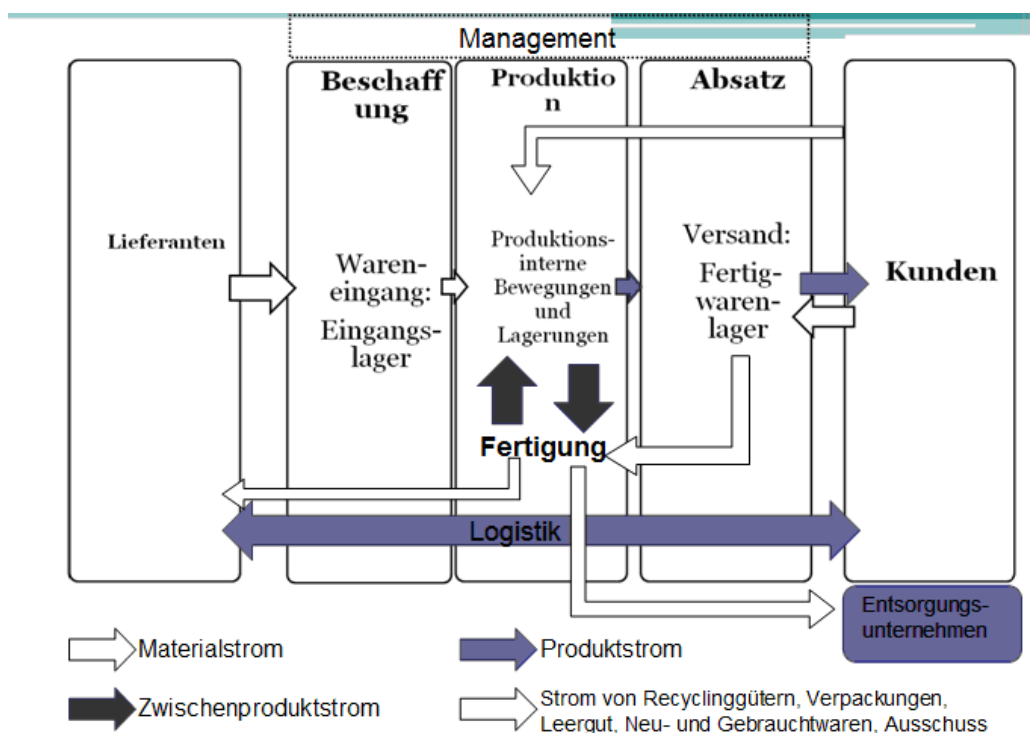 Management
Beschaff
ung
Produktio
n
Absatz
Lieferanten
Waren-
eingang:
Eingangs-
lager
Produktions-
interne
Bewegungen
und
Lagerungen
Versand:
Fertig-
waren-
lager
Kunden
Fertigung
Logistik
Entsorgungs-
unternehmen
Materialstrom
Produktstrom
Zwischenproduktstrom
Strom von Recyclinggütern, Verpackungen,
Leergut, Neu- und Gebrauchtwaren, Ausschuss